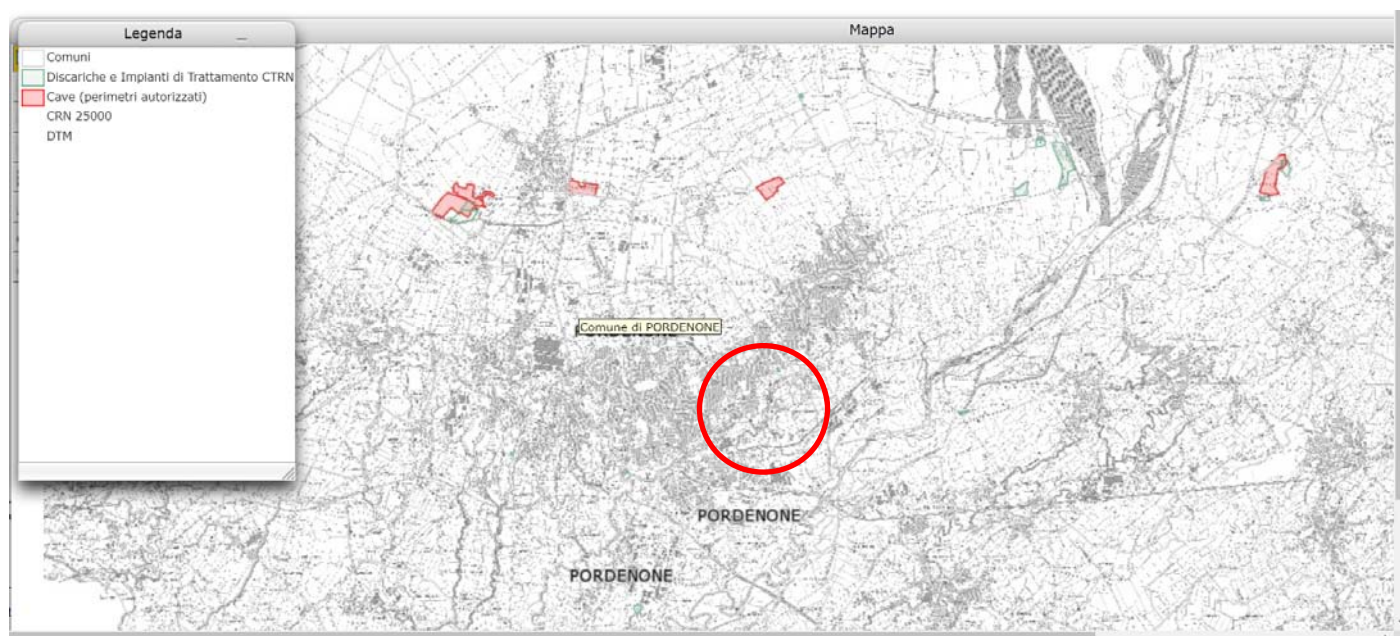 Legenda
Mappa
Comuni
Discariche e Impianti di Trattamento CTRN
Cave (perimetri autorizzati)
CRN 25000
DTM
Comune di PORDENONE
PORDENONE
PORDENONE